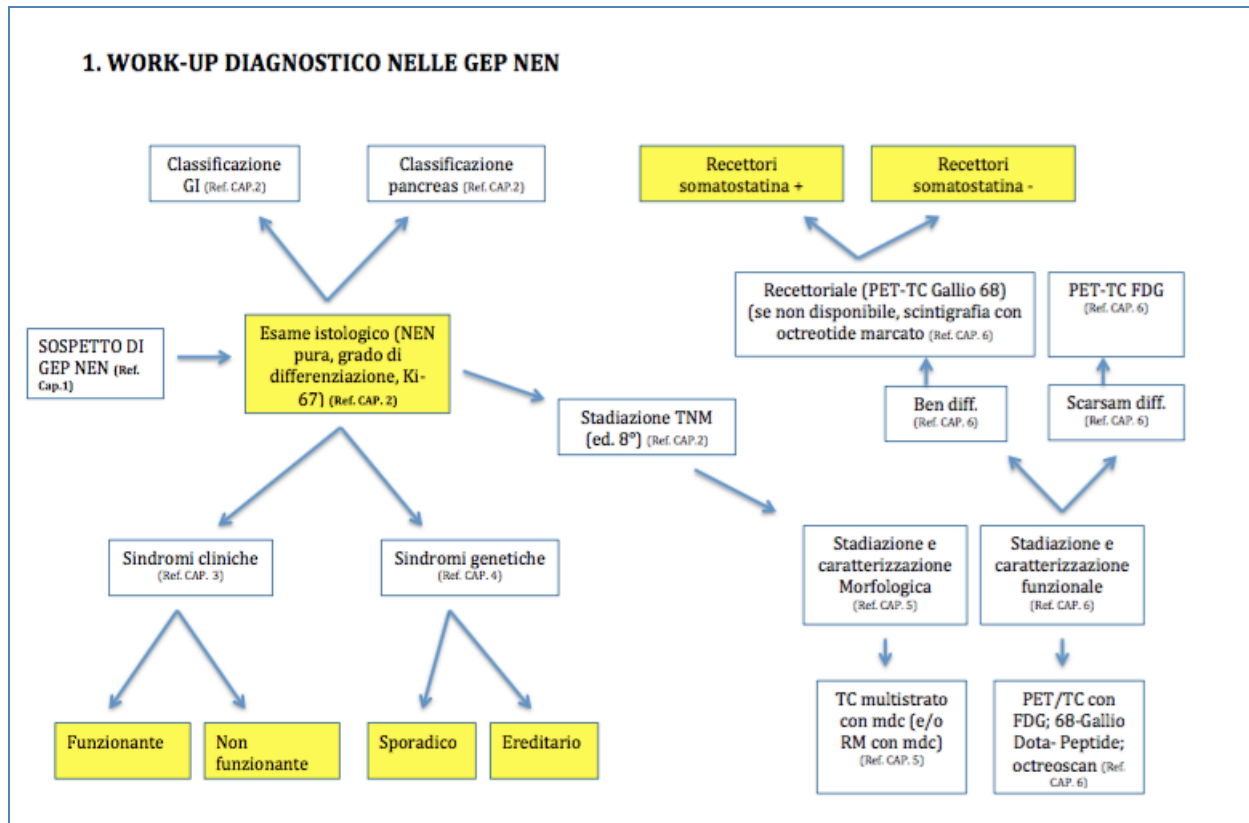 1. WORK-UP DIAGNOSTICO NELLE GEP NEN
Classificazione
GI (Ref. CAP.2)
Classificazione
pancreas (Ref. CAP.2)
Recettori
somatostatina +
Recettori
somatostatina -
Recettoriale (PET-TC Gallio 68)
(se non disponibile, scintigrafia con
octreotide marcato (Ref. CAP. 6)
PET-TC FDG
(Ref. CAP. 6)
SOSPETTO DI
GEP NEN (Ref.
Cap.1)
Esame istologico (NEN
pura, grado di
differenziazione, Ki-
67) (Ref. CAP. 2)
Ben diff.
(Ref. CAP. 6)
Scarsam diff.
(Ref. CAP. 6)
Stadiazione TNM
(ed. 8°) (Ref. CAP.2)
Sindromi cliniche
(Ref. CAP. 3)
Sindromi genetiche
(Ref. CAP. 4)
Stadiazione e
caratterizzazione
Morfologica
(Ref. CAP. 5)
Stadiazione e
caratterizzazione
funzionale
(Ref. CAP. 6)
Funzionante
Non
funzionante
Sporadico
Ereditario
TC multistrato
con mdc (e/o
RM con mdc)
(Ref. CAP. 5)
PET/TC con
FDG; 68-Gallio
Dota- Peptide;
octreoscan (Ref.
CAP. 6)